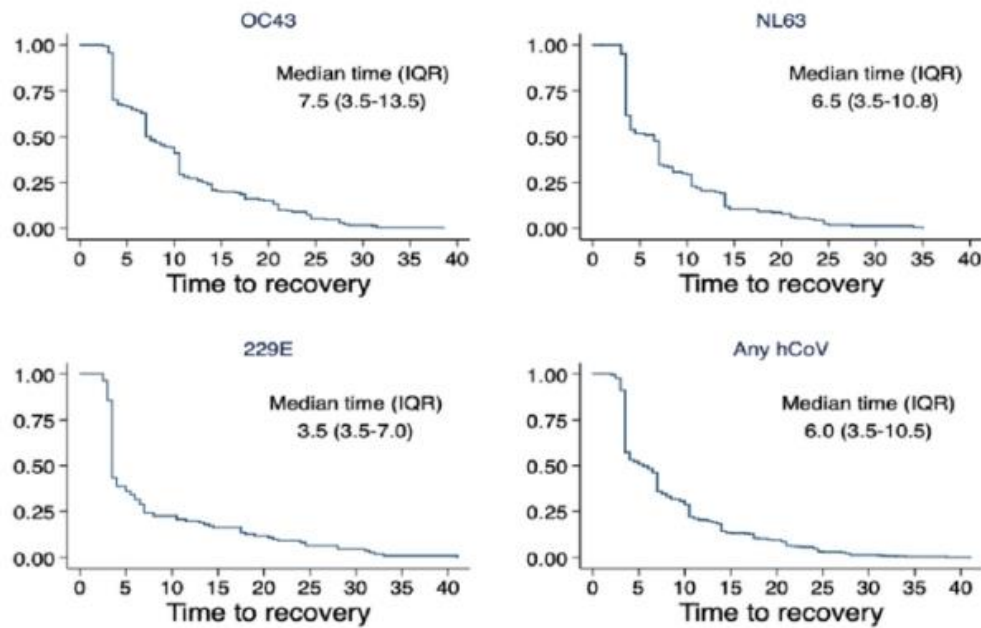 OC43
1.00
0.75
0.50
0.25
0.00
Median time (IQR)
7.5 (3.5-13.5)
0 5 10 15 20 25 30 35 40
Time to recovery
NL63
1.00
0.75
0.50
0.25
0.00
Median time (IQR)
6.5 (3.5-10.8)
0 5 10 15 20 25 30 35 40
Time to recovery
229E
1.00
0.75
0.50
0.25
0.00
Median time (IQR)
3.5 (3.5-7.0)
0 5 10 15 20 25 30 35 40
Time to recovery
Any hCoV
1.00
0.75
0.50
0.25
0.00
Median time (IQR)
6.0 (3.5-10.5)
0 5 10 15 20 25 30 35 40
Time to recovery